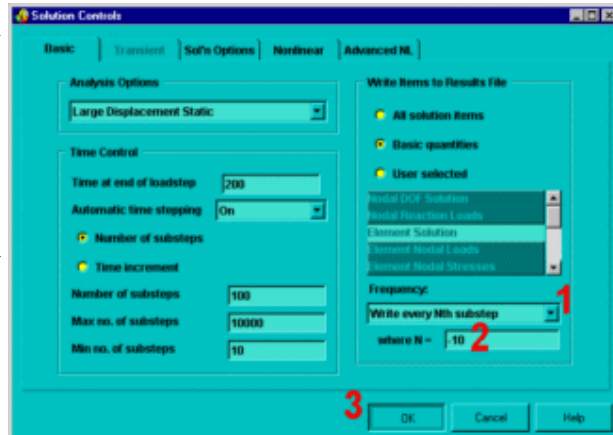 Solution Controls
Basic
Transient
Sol'n Options
Nonlinear
Advanced NL
Analysis Options
Large Displacement Static
Time Control
Time at end of loadstep 200
Automatic time stepping On
Number of substeps
Time increment
Number of substeps 100
Max no. of substeps 10000
Min no. of substeps 10
Write Items to Results File
All solution items
Basic quantities
User selected
Nodal DOF Solution
Nodal Reaction Loads
Element Solution
Element Nodal Loads
Element Nodal Stresses
Frequency:
1
Write every Nth substep
where N = -10
2
3
OK
Cancel
Help